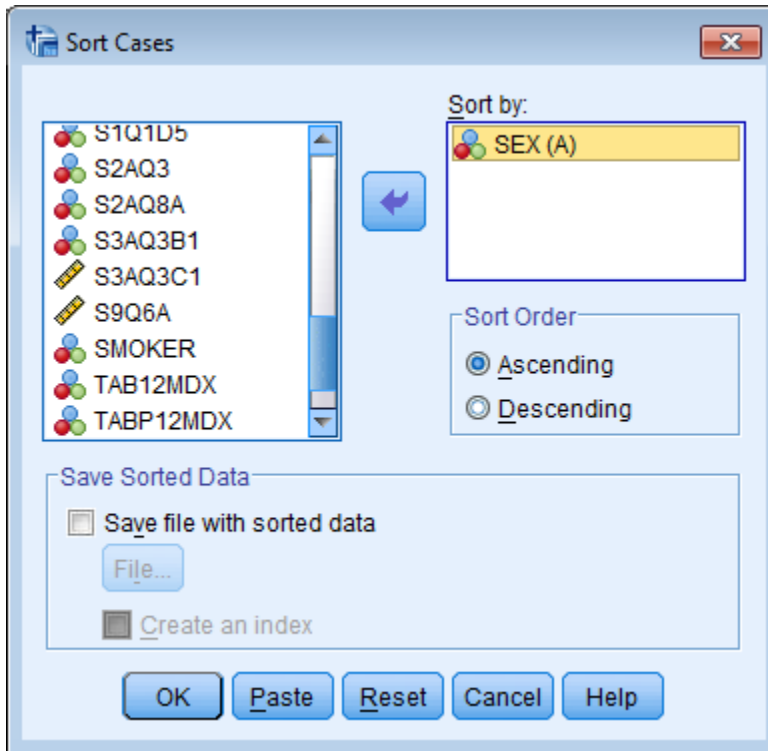 Sort Cases
S1Q1D5
S2AQ3
S2AQ8A
S3AQ3B1
S3AQ3C1
S9Q6A
SMOKER
TAB12MDX
TABP12MDX
Sort by:
SEX (A)
Sort Order
Ascending
Descending
Save Sorted Data
Save file with sorted data
File...
Create an index
OK Paste Reset Cancel Help